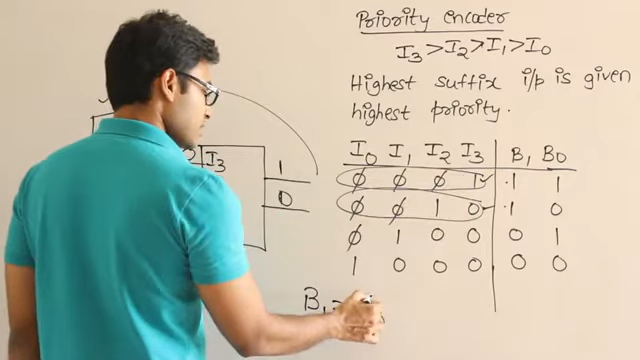 Priority encoder
I₃ > I₂ > I₁ > I₀
Highest suffix i/p is given
highest priority.
I₀ I₁ I₂ I₃ B₁ B₀
ϕ ϕ ϕ 1 1 1
ϕ ϕ 1 0 1 0
ϕ 1 0 0 0 1
1 0 0 0 0 0
I₃
1
0
B₁ =